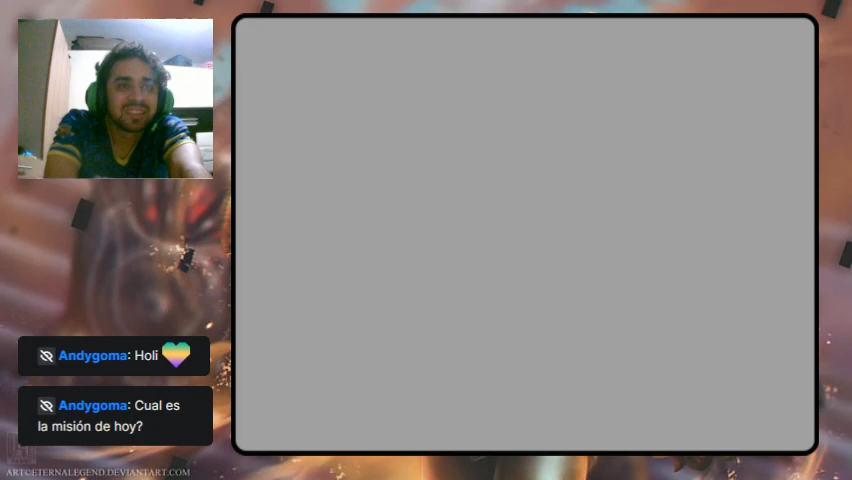 Andygoma: Holi
Andygoma: Cual es
la misión de hoy?
ARTCETERNALEGEND.DEVIANTART.COM